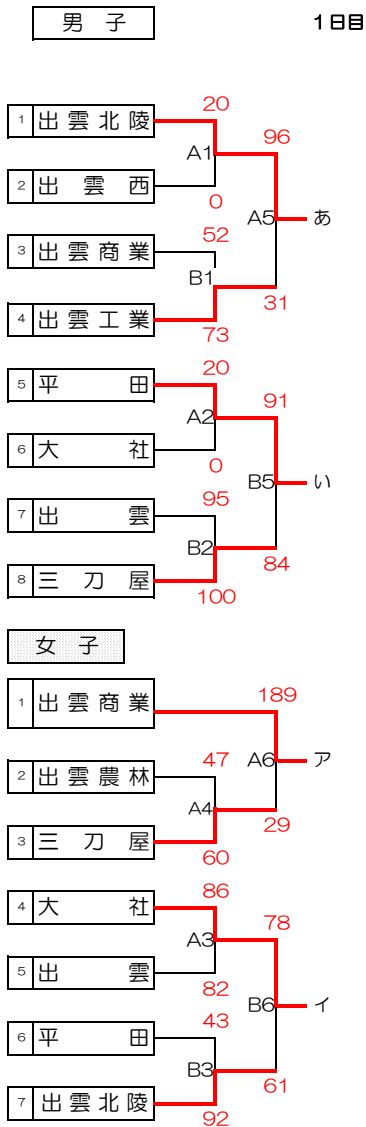 男子 1日目
20
1 出雲北陵 96
A1
2 出雲西
0
A5 あ
52
3 出雲商業
B1
31
4 出雲工業
73
20
5 平田 91
A2
6 大社
0
B5 い
95
7 出雲
B2
84
8 三刀屋
100
女子
189
1 出雲商業
47 A6 ア
2 出雲農林
A4
29
3 三刀屋
60
86
4 大社 78
A3
5 出雲
82
B6 イ
43
6 平田
B3
61
7 出雲北陵
92